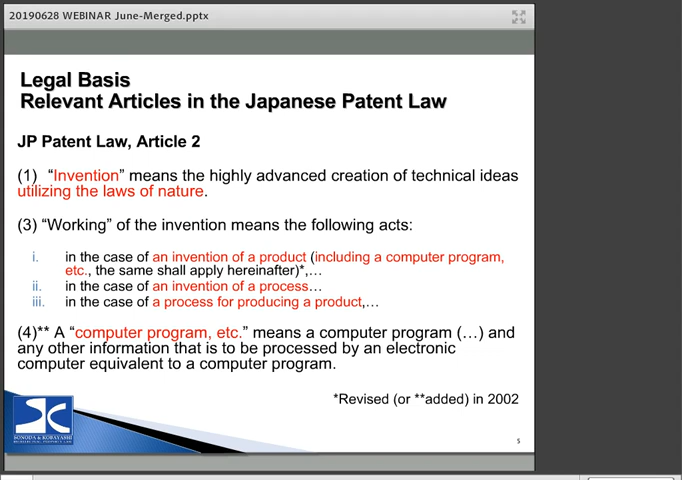 20190628 WEBINAR June-Merged.pptx
Legal Basis
Relevant Articles in the Japanese Patent Law
JP Patent Law, Article 2
(1) “Invention” means the highly advanced creation of technical ideas
utilizing the laws of nature.
(3) “Working” of the invention means the following acts:
i. in the case of an invention of a product (including a computer program,
etc., the same shall apply hereinafter)*,…
ii. in the case of an invention of a process…
iii. in the case of a process for producing a product,…
(4)** A “computer program, etc.” means a computer program (…) and
any other information that is to be processed by an electronic
computer equivalent to a computer program.
*Revised (or **added) in 2002
SONODA & KOBAYASHI
INTELLECTUAL PROPERTY LAW
5